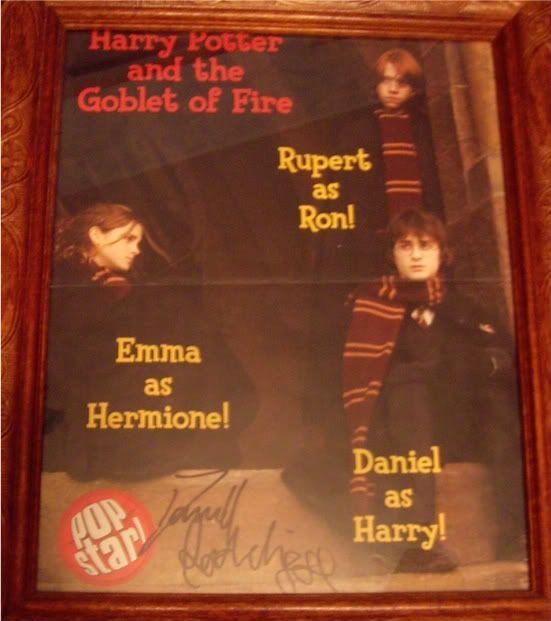 Harry Potter
and the
Goblet of Fire
Rupert
as
Ron!
Emma
as
Hermione!
Daniel
as
Harry!
POP
star!